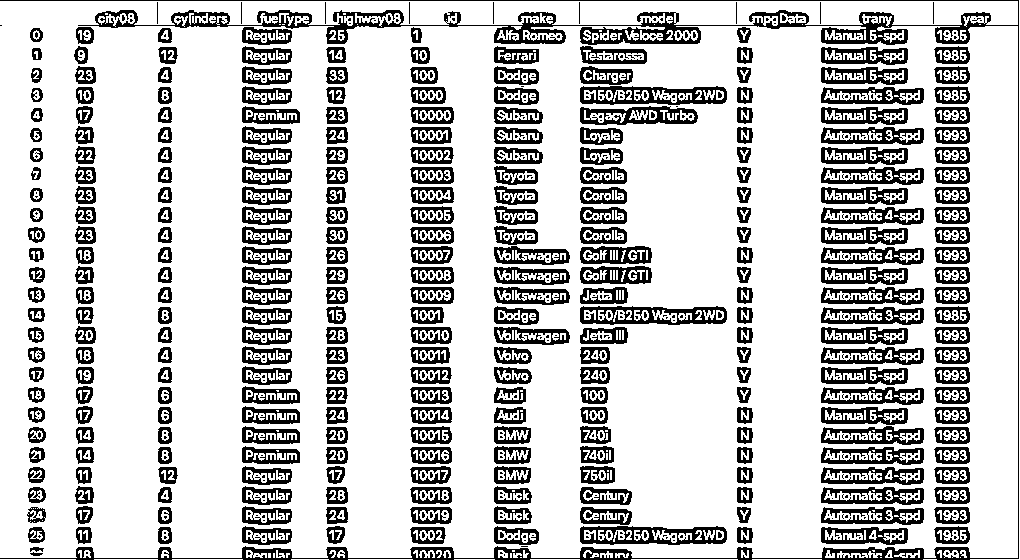 city08 cylinders fuelType highway08 id make model mpgData trany year
0 19 4 Regular 25 1 Alfa Romeo Spider Veloce 2000 Y Manual 5-spd 1985
1 9 12 Regular 14 10 Ferrari Testarossa N Manual 5-spd 1985
2 23 4 Regular 33 100 Dodge Charger Y Manual 5-spd 1985
3 10 8 Regular 12 1000 Dodge B150/B250 Wagon 2WD N Automatic 3-spd 1985
4 17 4 Premium 23 10000 Subaru Legacy AWD Turbo N Manual 5-spd 1993
5 21 4 Regular 24 10001 Subaru Loyale N Automatic 3-spd 1993
6 22 4 Regular 29 10002 Subaru Loyale Y Manual 5-spd 1993
7 23 4 Regular 26 10003 Toyota Corolla Y Automatic 3-spd 1993
8 23 4 Regular 31 10004 Toyota Corolla Y Manual 5-spd 1993
9 23 4 Regular 30 10005 Toyota Corolla Y Automatic 4-spd 1993
10 23 4 Regular 30 10006 Toyota Corolla Y Manual 5-spd 1993
11 18 4 Regular 26 10007 Volkswagen Golf III / GTI N Automatic 4-spd 1993
12 21 4 Regular 29 10008 Volkswagen Golf III / GTI Y Manual 5-spd 1993
13 18 4 Regular 26 10009 Volkswagen Jetta III N Automatic 4-spd 1993
14 12 8 Regular 15 1001 Dodge B150/B250 Wagon 2WD N Automatic 3-spd 1985
15 20 4 Regular 28 10010 Volkswagen Jetta III N Manual 5-spd 1993
16 18 4 Regular 23 10011 Volvo 240 Y Automatic 4-spd 1993
17 19 4 Regular 26 10012 Volvo 240 Y Manual 5-spd 1993
18 17 6 Premium 22 10013 Audi 100 Y Automatic 4-spd 1993
19 17 6 Premium 24 10014 Audi 100 N Manual 5-spd 1993
20 14 8 Premium 20 10015 BMW 740i N Automatic 5-spd 1993
21 14 8 Premium 20 10016 BMW 740il N Automatic 5-spd 1993
22 11 12 Regular 17 10017 BMW 750il N Automatic 4-spd 1993
23 21 4 Regular 28 10018 Buick Century N Automatic 3-spd 1993
24 17 6 Regular 24 10019 Buick Century Y Automatic 3-spd 1993
25 11 8 Regular 17 1002 Dodge B150/B250 Wagon 2WD N Manual 4-spd 1985
18 6 Regular 26 10020 Buick Century N Automatic 4-spd 1993